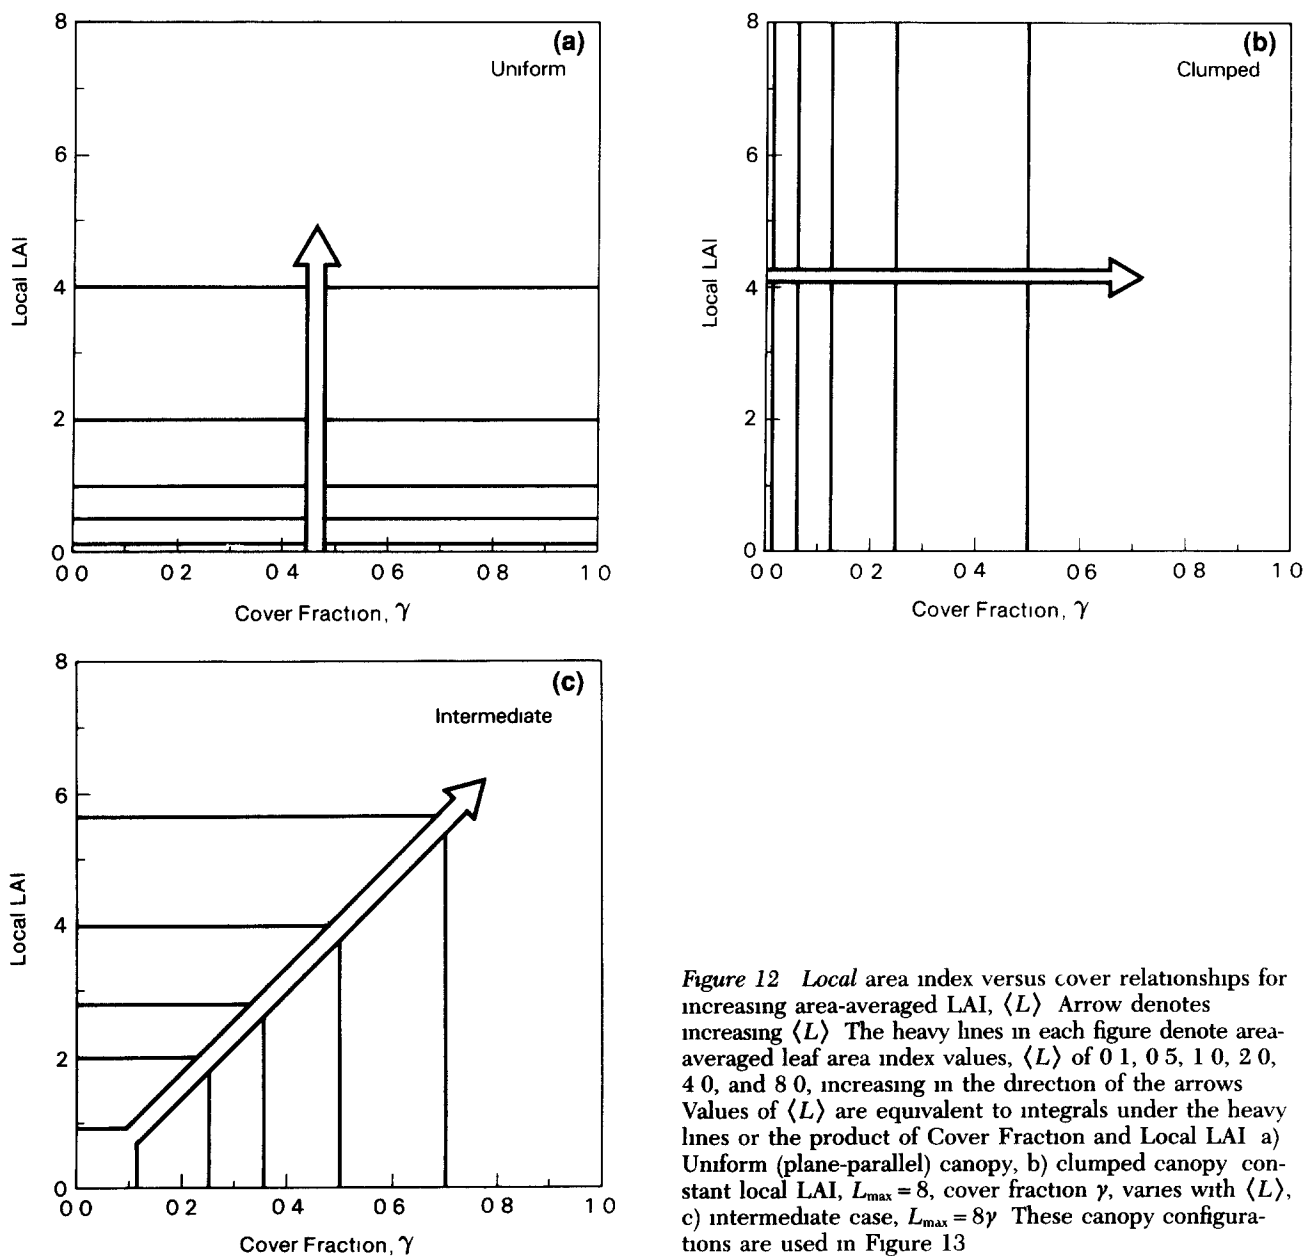 8
(a)
Uniform
6
4
2
0
Local LAI
0 0 0 2 0 4 0 6 0 8 1 0
Cover Fraction, γ
8
(b)
Clumped
6
4
2
0
Local LAI
0 0 0 2 0 4 0 6 0 8 1 0
Cover Fraction, γ
8
(c)
Intermediate
6
4
2
0
Local LAI
0 0 0 2 0 4 0 6 0 8 1 0
Cover Fraction, γ
Figure 12 Local area index versus cover relationships for
increasing area-averaged LAI, ⟨L⟩ Arrow denotes
increasing ⟨L⟩ The heavy lines in each figure denote area-
averaged leaf area index values, ⟨L⟩ of 0 1, 0 5, 1 0, 2 0,
4 0, and 8 0, increasing in the direction of the arrows
Values of ⟨L⟩ are equivalent to integrals under the heavy
lines or the product of Cover Fraction and Local LAI a)
Uniform (plane-parallel) canopy, b) clumped canopy con-
stant local LAI, Lmax = 8, cover fraction γ, varies with ⟨L⟩,
c) intermediate case, Lmax = 8γ These canopy configura-
tions are used in Figure 13